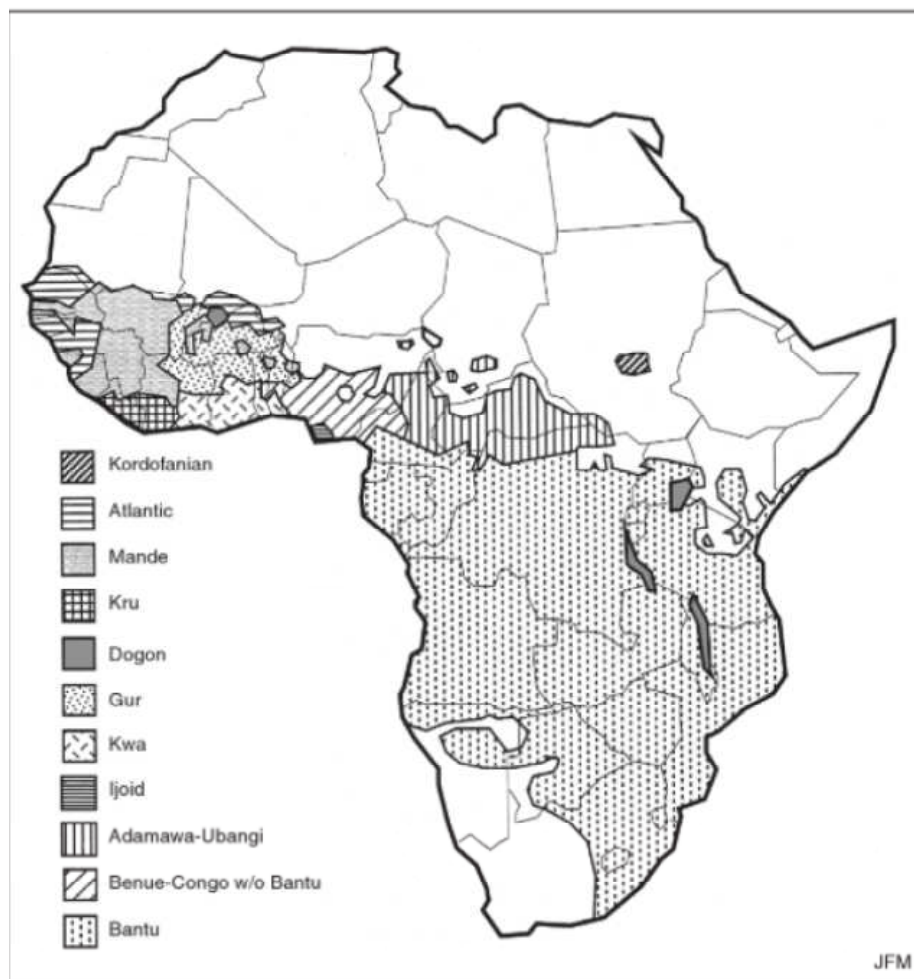 Kordofanian
Atlantic
Mande
Kru
Dogon
Gur
Kwa
Ijoid
Adamawa-Ubangi
Benue-Congo w/o Bantu
Bantu
JFM